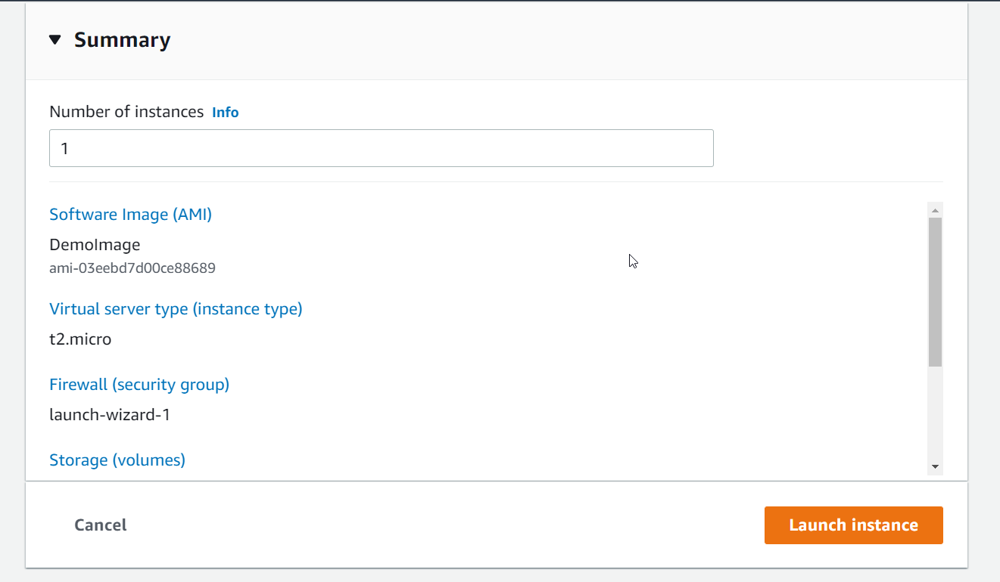 Summary
Number of instances Info
1
Software Image (AMI)
DemoImage
ami-03eebd7d00ce88689
Virtual server type (instance type)
t2.micro
Firewall (security group)
launch-wizard-1
Storage (volumes)
Cancel Launch instance